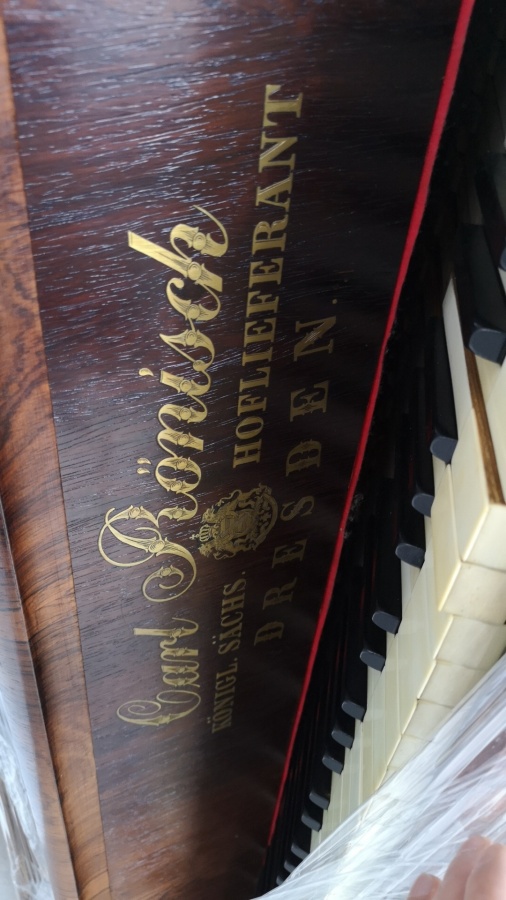 Carl Rönisch
KÖNIGL. SÄCHS. HOFLIEFERANT
DRESDEN.